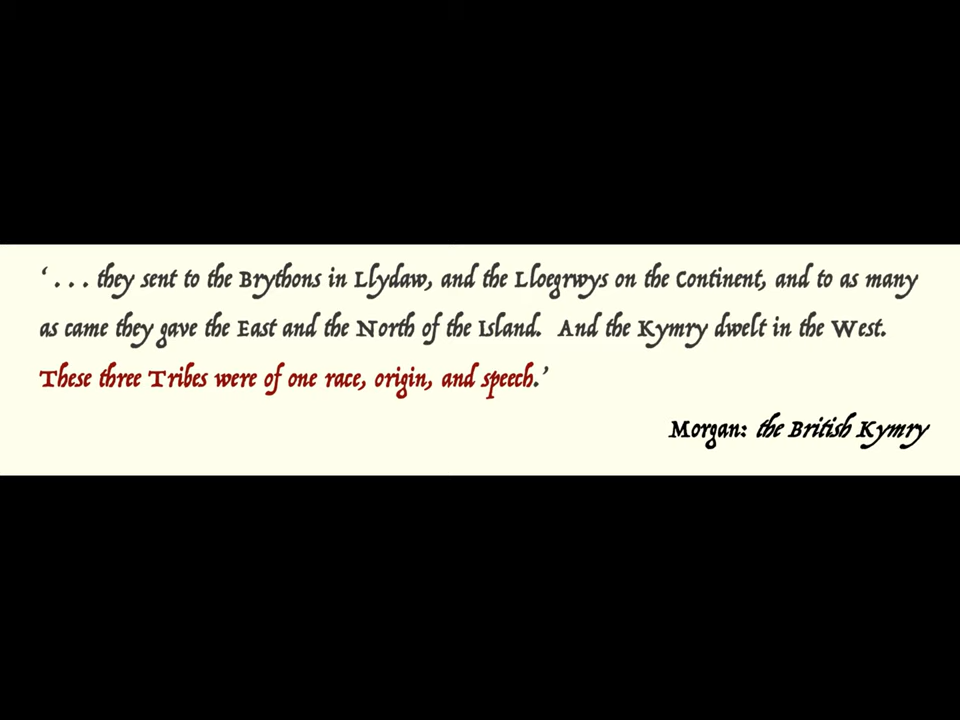 ‘ . . . they sent to the Brythons in Llydaw, and the Lloegrwys on the Continent, and to as many
as came they gave the East and the North of the Island.  And the Kymry dwelt in the West.
These three Tribes were of one race, origin, and speech.’
Morgan: the British Kymry